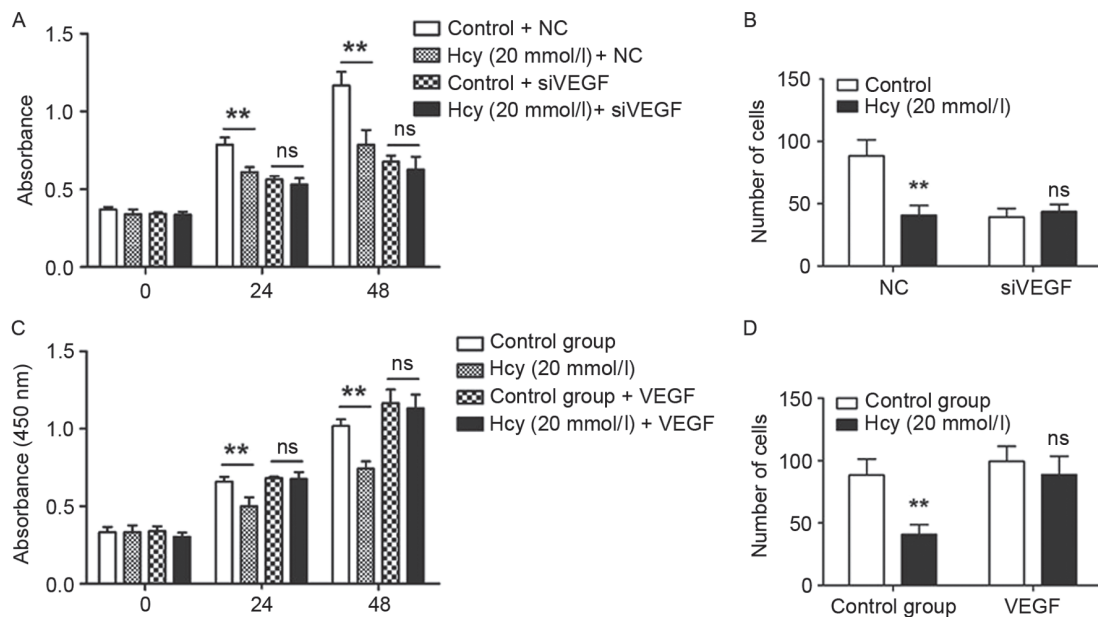 A
Absorbance
1.5
1.0
0.5
0.0
**
ns
**
ns
0
24
48
Control + NC
Hcy (20 mmol/l) + NC
Control + siVEGF
Hcy (20 mmol/l)+ siVEGF
B
Number of cells
150
100
50
0
Control
Hcy (20 mmol/l)
**
ns
NC
siVEGF
C
Absorbance (450 nm)
1.5
1.0
0.5
0.0
**
ns
**
ns
0
24
48
Control group
Hcy (20 mmol/l)
Control group + VEGF
Hcy (20 mmol/l) + VEGF
D
Number of cells
150
100
50
0
Control group
Hcy (20 mmol/l)
**
ns
Control group
VEGF